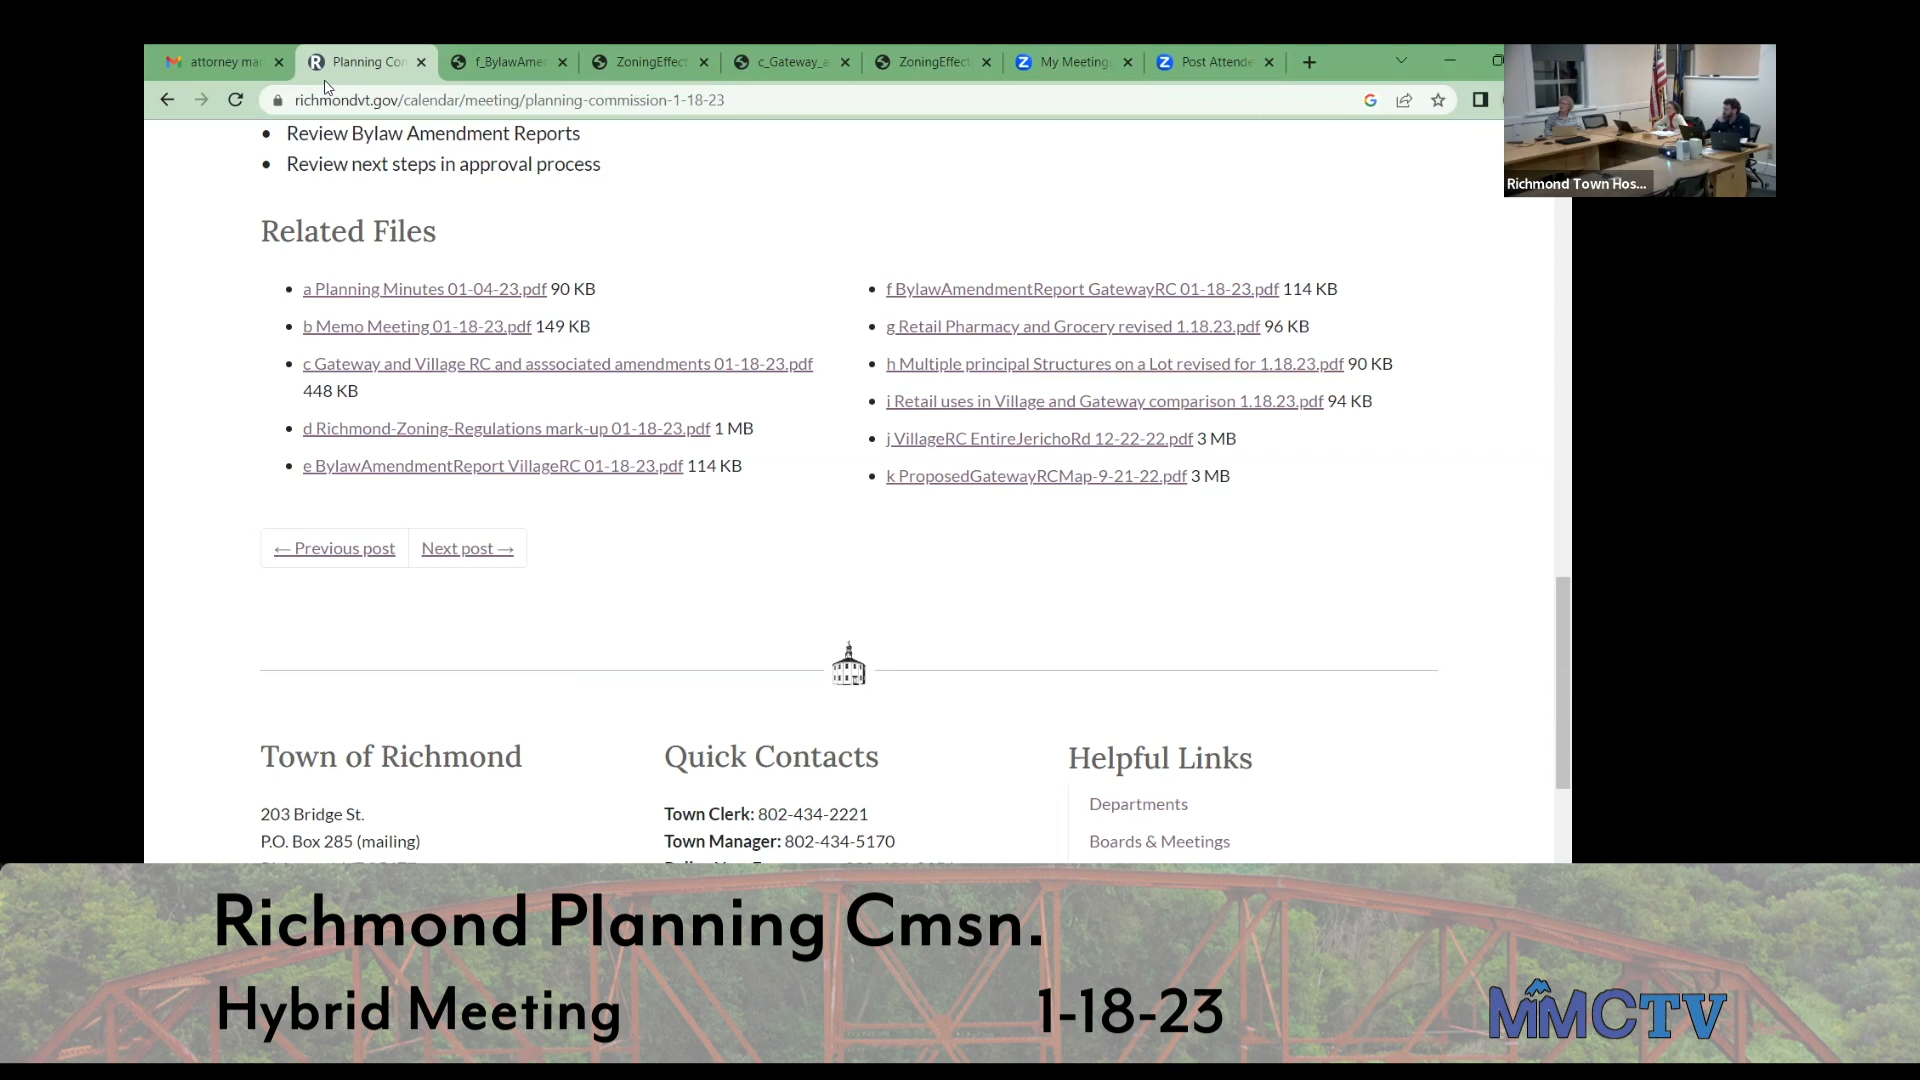 attorney ma
Planning Co
f_BylawAme
ZoningEffect
c_Gateway_a
ZoningEffect
My Meeting
Post Attende
richmondvt.gov/calendar/meeting/planning-commission-1-18-23
Richmond Town Hos...
• Review Bylaw Amendment Reports
• Review next steps in approval process
Related Files
• a Planning Minutes 01-04-23.pdf 90 KB
• b Memo Meeting 01-18-23.pdf 149 KB
• c Gateway and Village RC and asssociated amendments 01-18-23.pdf
448 KB
• d Richmond-Zoning-Regulations mark-up 01-18-23.pdf 1 MB
• e BylawAmendmentReport VillageRC 01-18-23.pdf 114 KB
• f BylawAmendmentReport GatewayRC 01-18-23.pdf 114 KB
• g Retail Pharmacy and Grocery revised 1.18.23.pdf 96 KB
• h Multiple principal Structures on a Lot revised for 1.18.23.pdf 90 KB
• i Retail uses in Village and Gateway comparison 1.18.23.pdf 94 KB
• j VillageRC EntireJerichoRd 12-22-22.pdf 3 MB
• k ProposedGatewayRCMap-9-21-22.pdf 3 MB
← Previous post
Next post →
Town of Richmond
203 Bridge St.
P.O. Box 285 (mailing)
Quick Contacts
Town Clerk: 802-434-2221
Town Manager: 802-434-5170
Helpful Links
Departments
Boards & Meetings
Richmond Planning Cmsn.
Hybrid Meeting
1-18-23
MMCTV